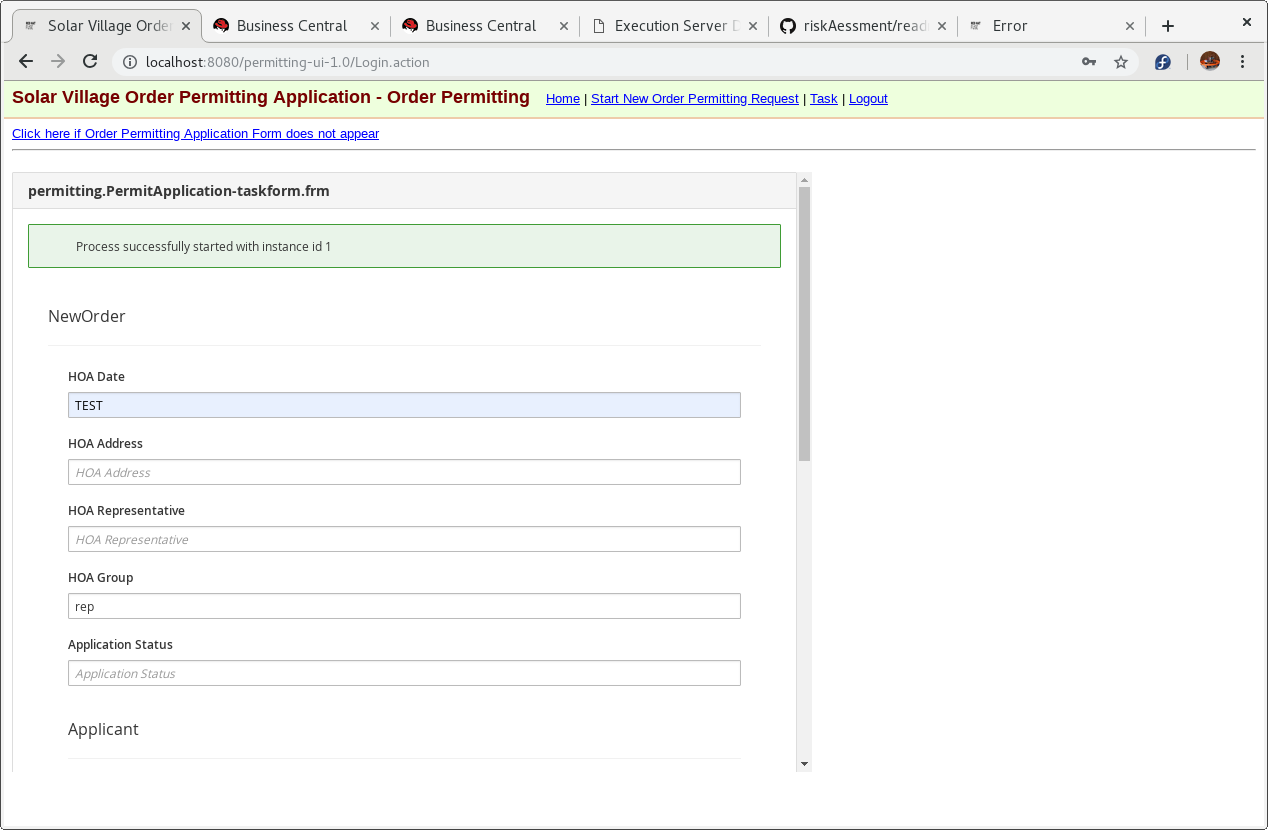 Solar Village Order
Business Central
Business Central
Execution Server D
riskAessment/read
Error
localhost:8080/permitting-ui-1.0/Login.action
Solar Village Order Permitting Application - Order Permitting Home | Start New Order Permitting Request | Task | Logout
Click here if Order Permitting Application Form does not appear
permitting.PermitApplication-taskform.frm
Process successfully started with instance id 1
NewOrder
HOA Date
TEST
HOA Address
HOA Address
HOA Representative
HOA Representative
HOA Group
rep
Application Status
Application Status
Applicant